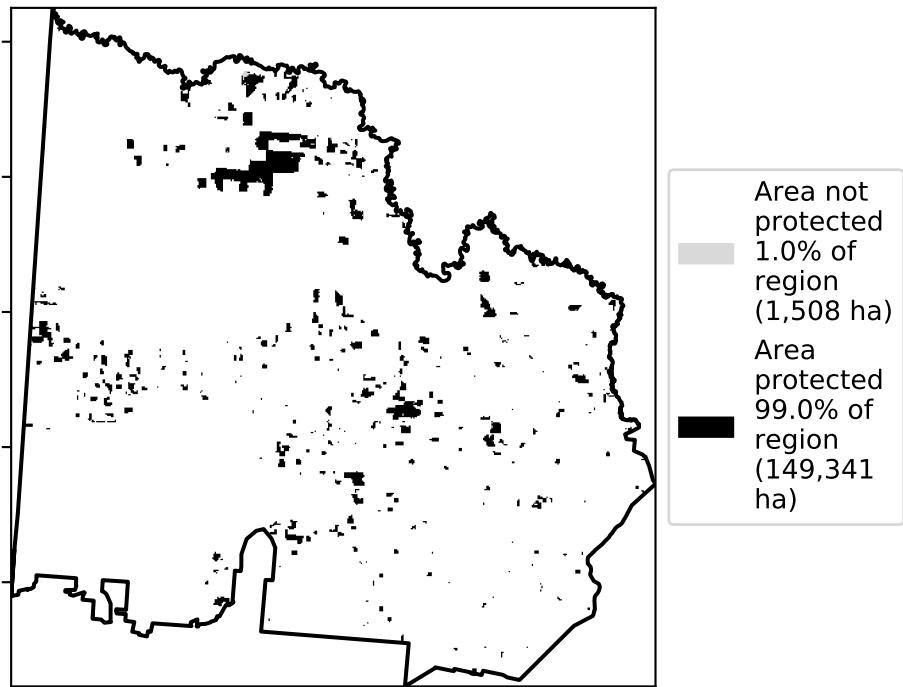 Area not
protected
1.0% of
region
(1,508 ha)
Area
protected
99.0% of
region
(149,341
ha)